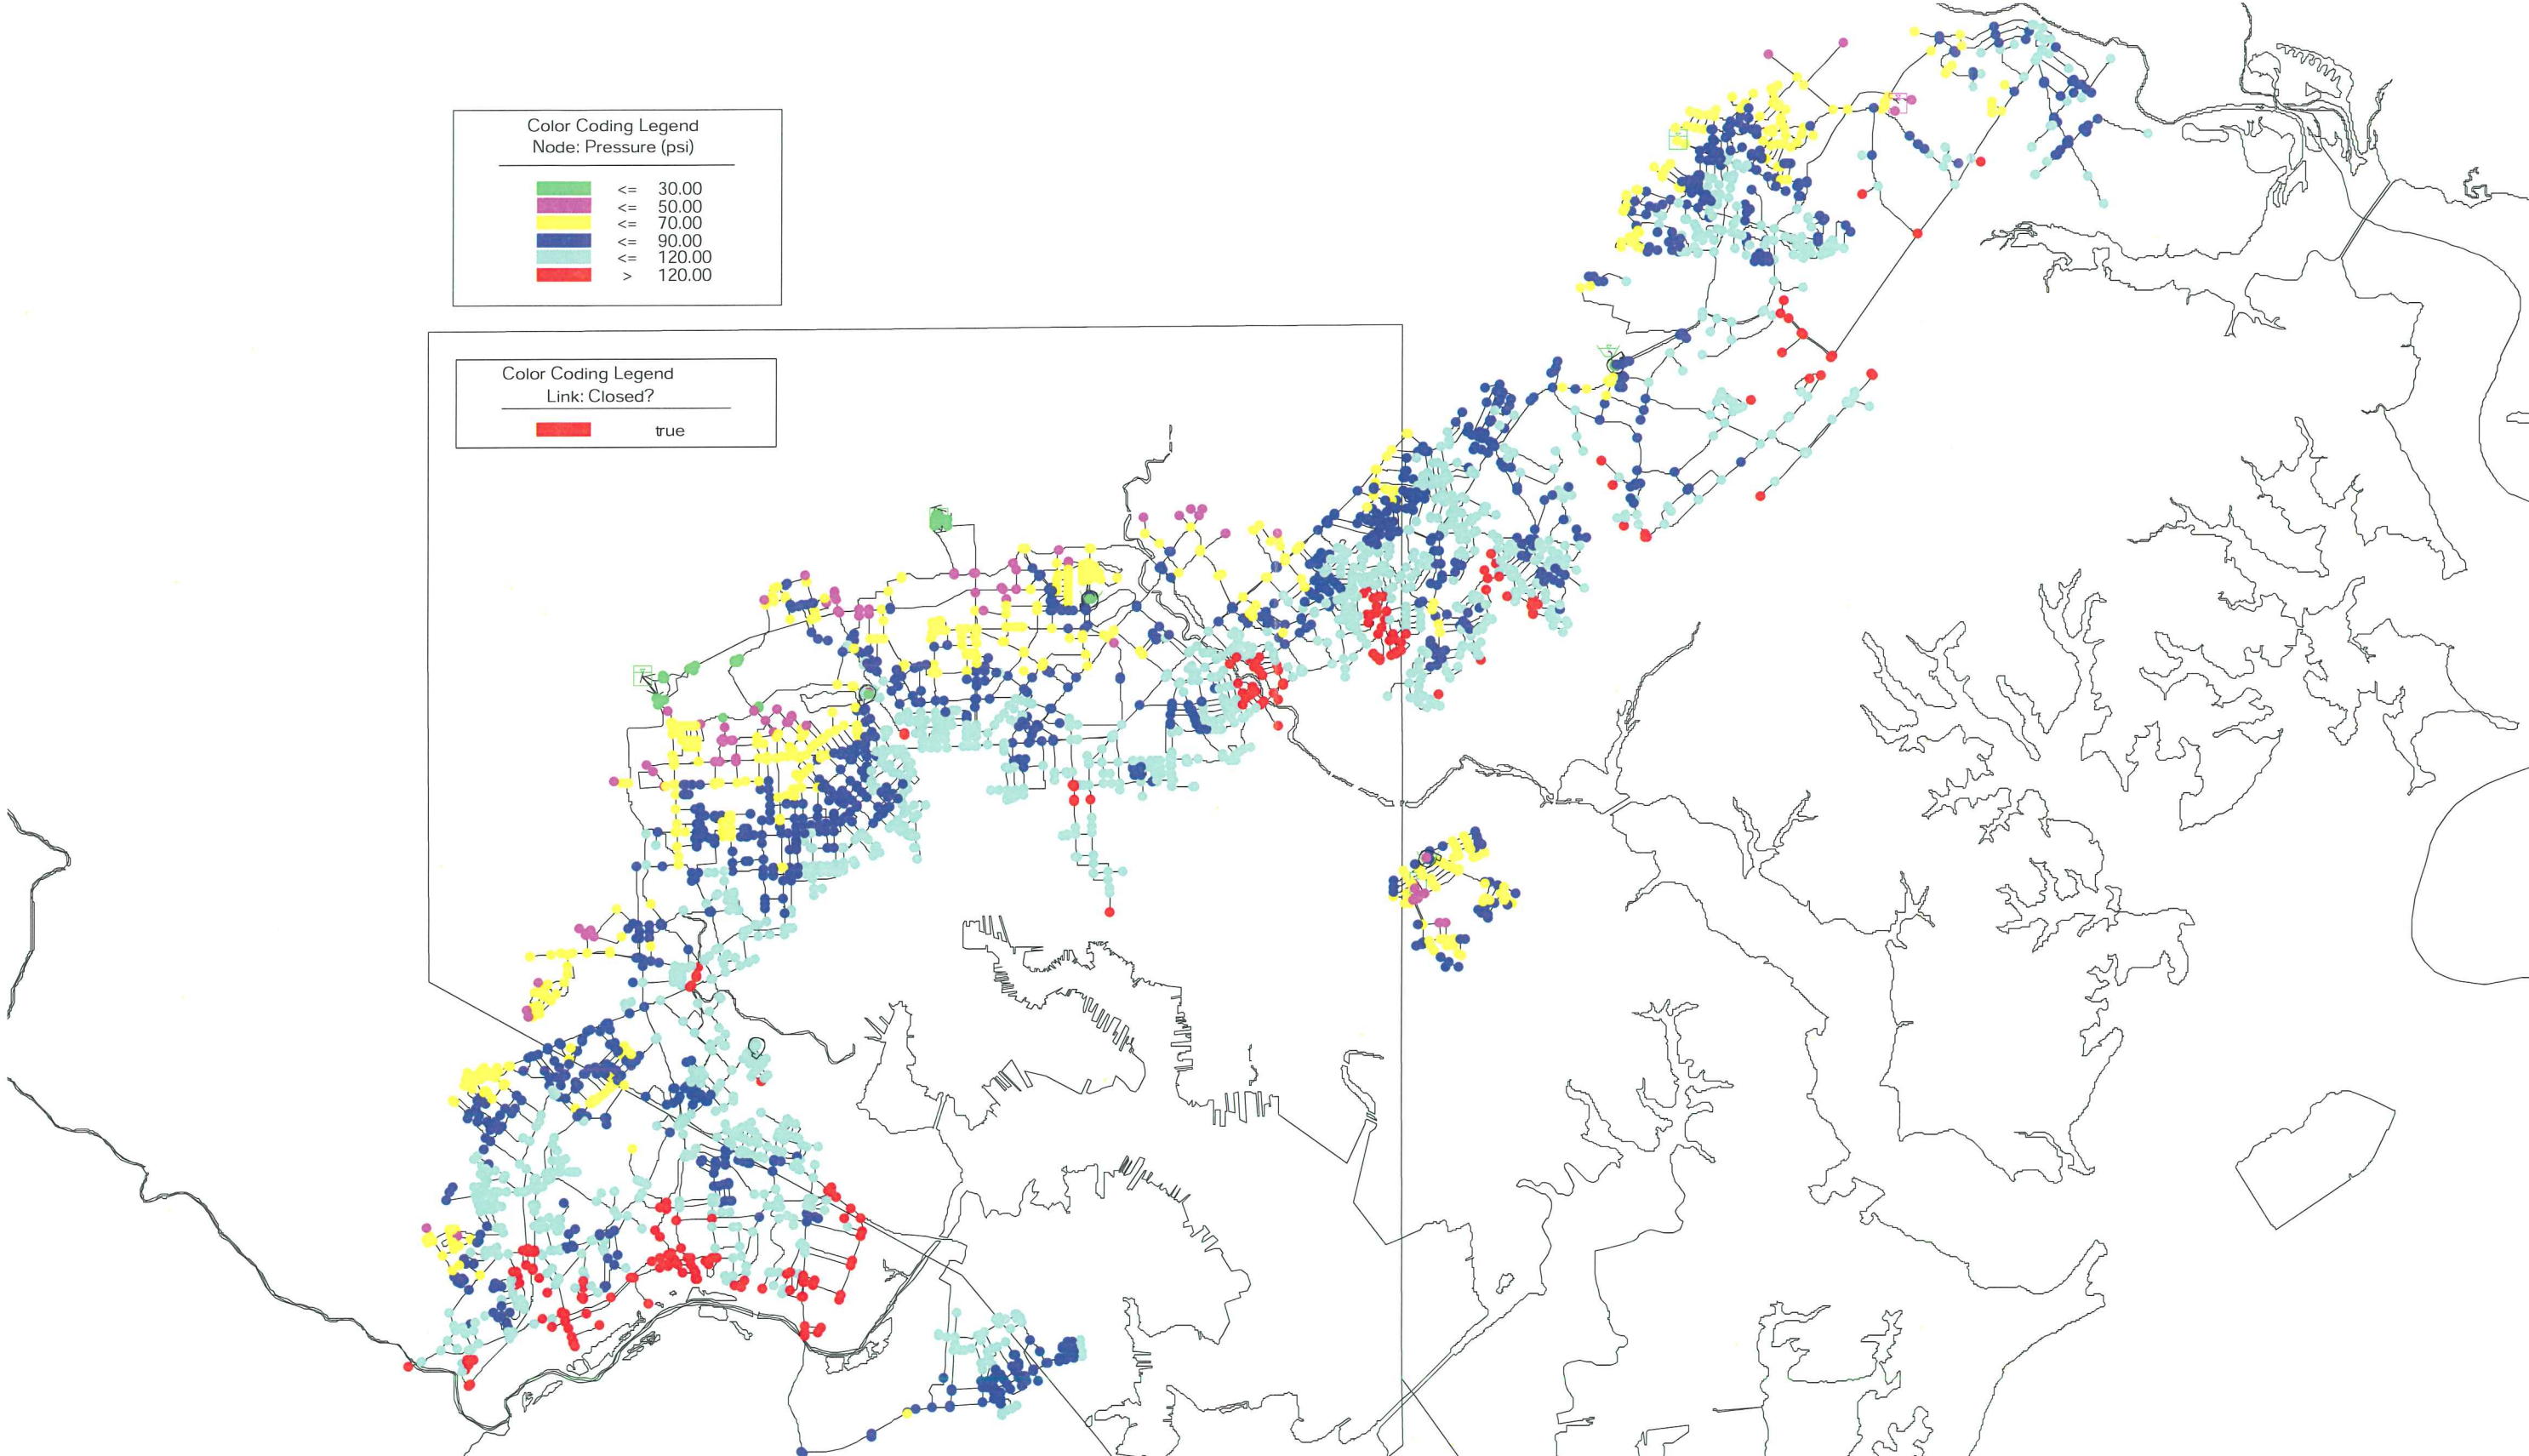 Color Coding Legend
Node: Pressure (psi)
<= 30.00
<= 50.00
<= 70.00
<= 90.00
<= 120.00
> 120.00
Color Coding Legend
Link: Closed?
true